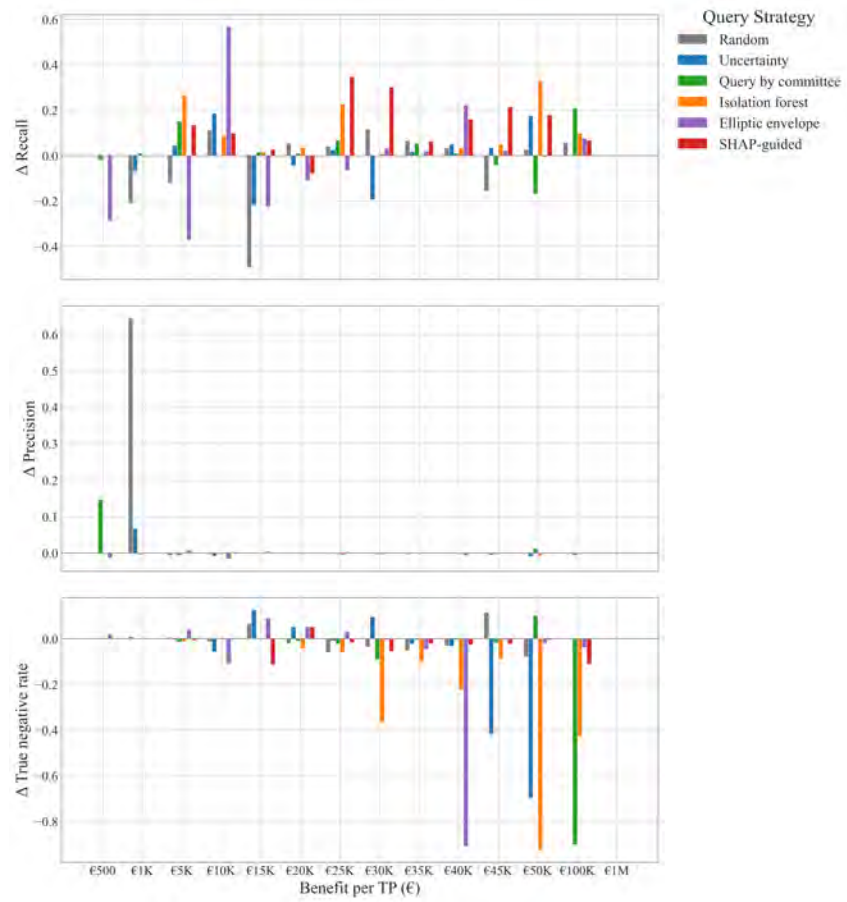 Query Strategy
Random
Uncertainty
Query by committee
Isolation forest
Elliptic envelope
SHAP-guided
0.6
0.4
0.2
0.0
−0.2
−0.4
Δ Recall
0.6
0.5
0.4
0.3
0.2
0.1
0.0
Δ Precision
0.0
−0.2
−0.4
−0.6
−0.8
Δ True negative rate
€500 €1K €5K €10K €15K €20K €25K €30K €35K €40K €45K €50K €100K €1M
Benefit per TP (€)